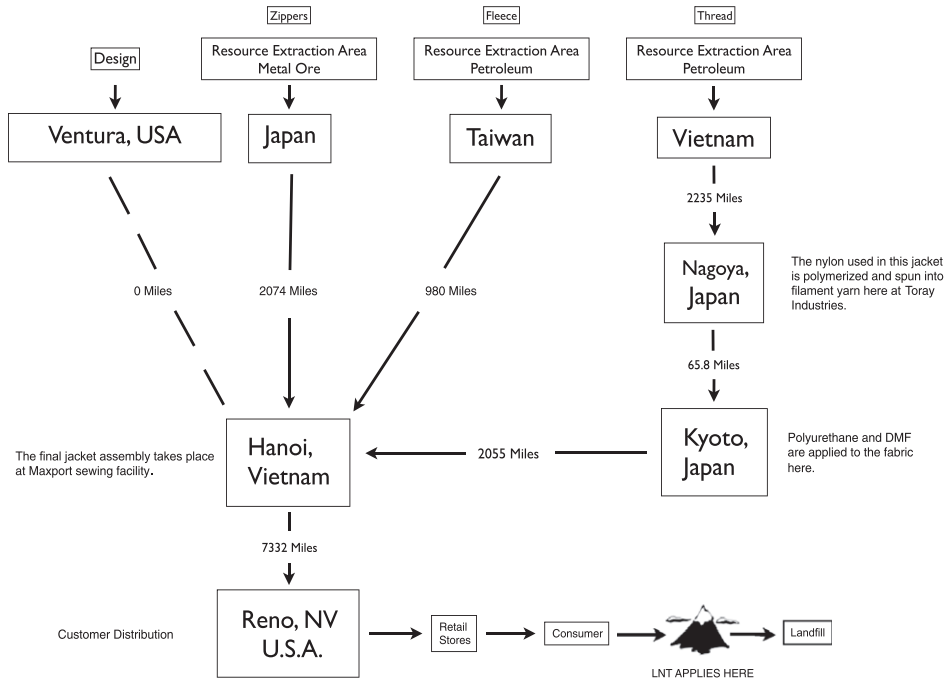 Zippers
Fleece
Thread
Design
Resource Extraction Area
Metal Ore
Resource Extraction Area
Petroleum
Resource Extraction Area
Petroleum
Ventura, USA
Japan
Taiwan
Vietnam
2235 Miles
Nagoya,
Japan
The nylon used in this jacket
is polymerized and spun into
filament yarn here at Toray
Industries.
0 Miles
2074 Miles
980 Miles
65.8 Miles
The final jacket assembly takes place
at Maxport sewing facility.
Hanoi,
Vietnam
2055 Miles
Kyoto,
Japan
Polyurethane and DMF
are applied to the fabric
here.
7332 Miles
Customer Distribution
Reno, NV
U.S.A.
Retail
Stores
Consumer
Landfill
LNT APPLIES HERE